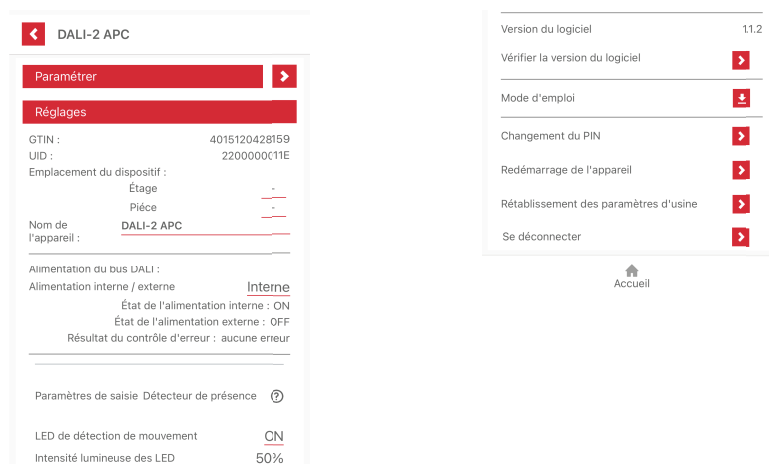 DALI-2 APC
Paramétrer
Réglages
GTIN : 4015120428159
UID : 2200000011E
Emplacement du dispositif :
Étage -
Piéce -
Nom de l'appareil : DALI-2 APC
Alimentation du bus DALI :
Alimentation interne / externe Interne
État de l'alimentation interne : ON
État de l'alimentation externe : 0FF
Résultat du contrôle d'erreur : aucune erreur
Paramètres de saisie Détecteur de présence ?
LED de détection de mouvement ON
Intensité lumineuse des LED 50%
Version du logiciel 1.1.2
Vérifier la version du logiciel
Mode d'emploi
Changement du PIN
Redémarrage de l'appareil
Rétablissement des paramètres d'usine
Se déconnecter
Accueil